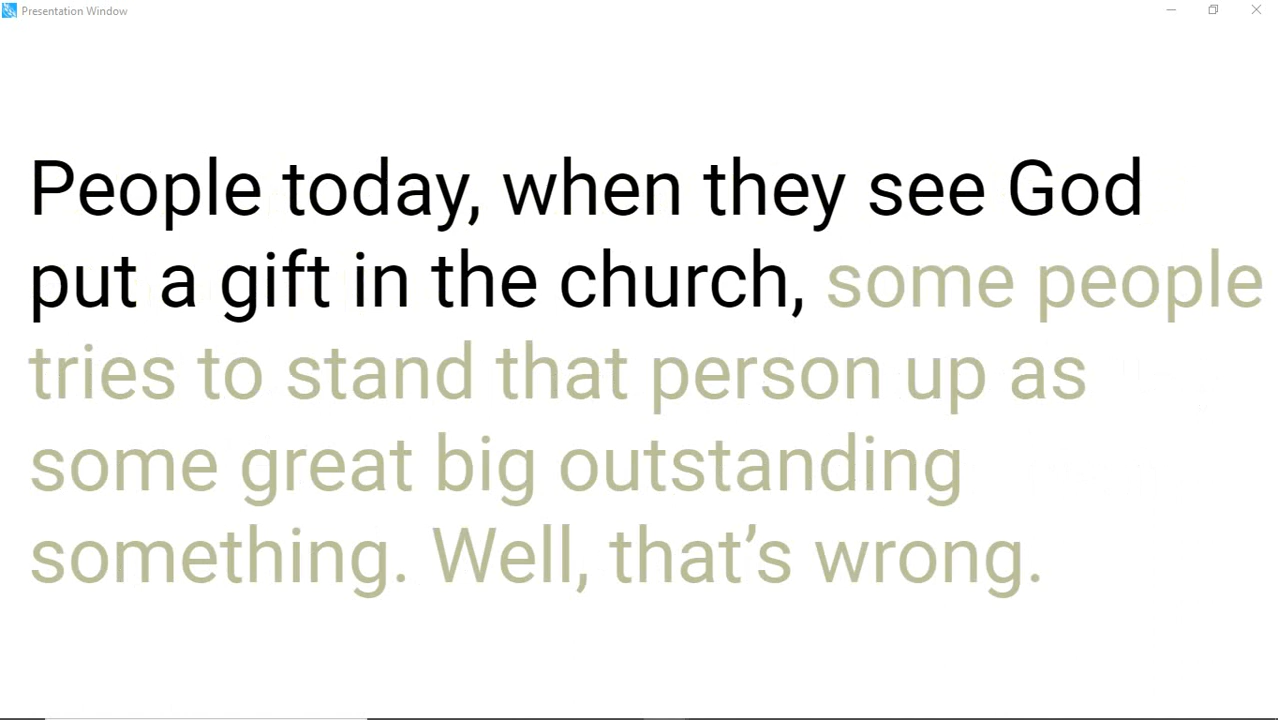 Presentation Window
People today, when they see God
put a gift in the church, some people
tries to stand that person up as
some great big outstanding
something. Well, that’s wrong.